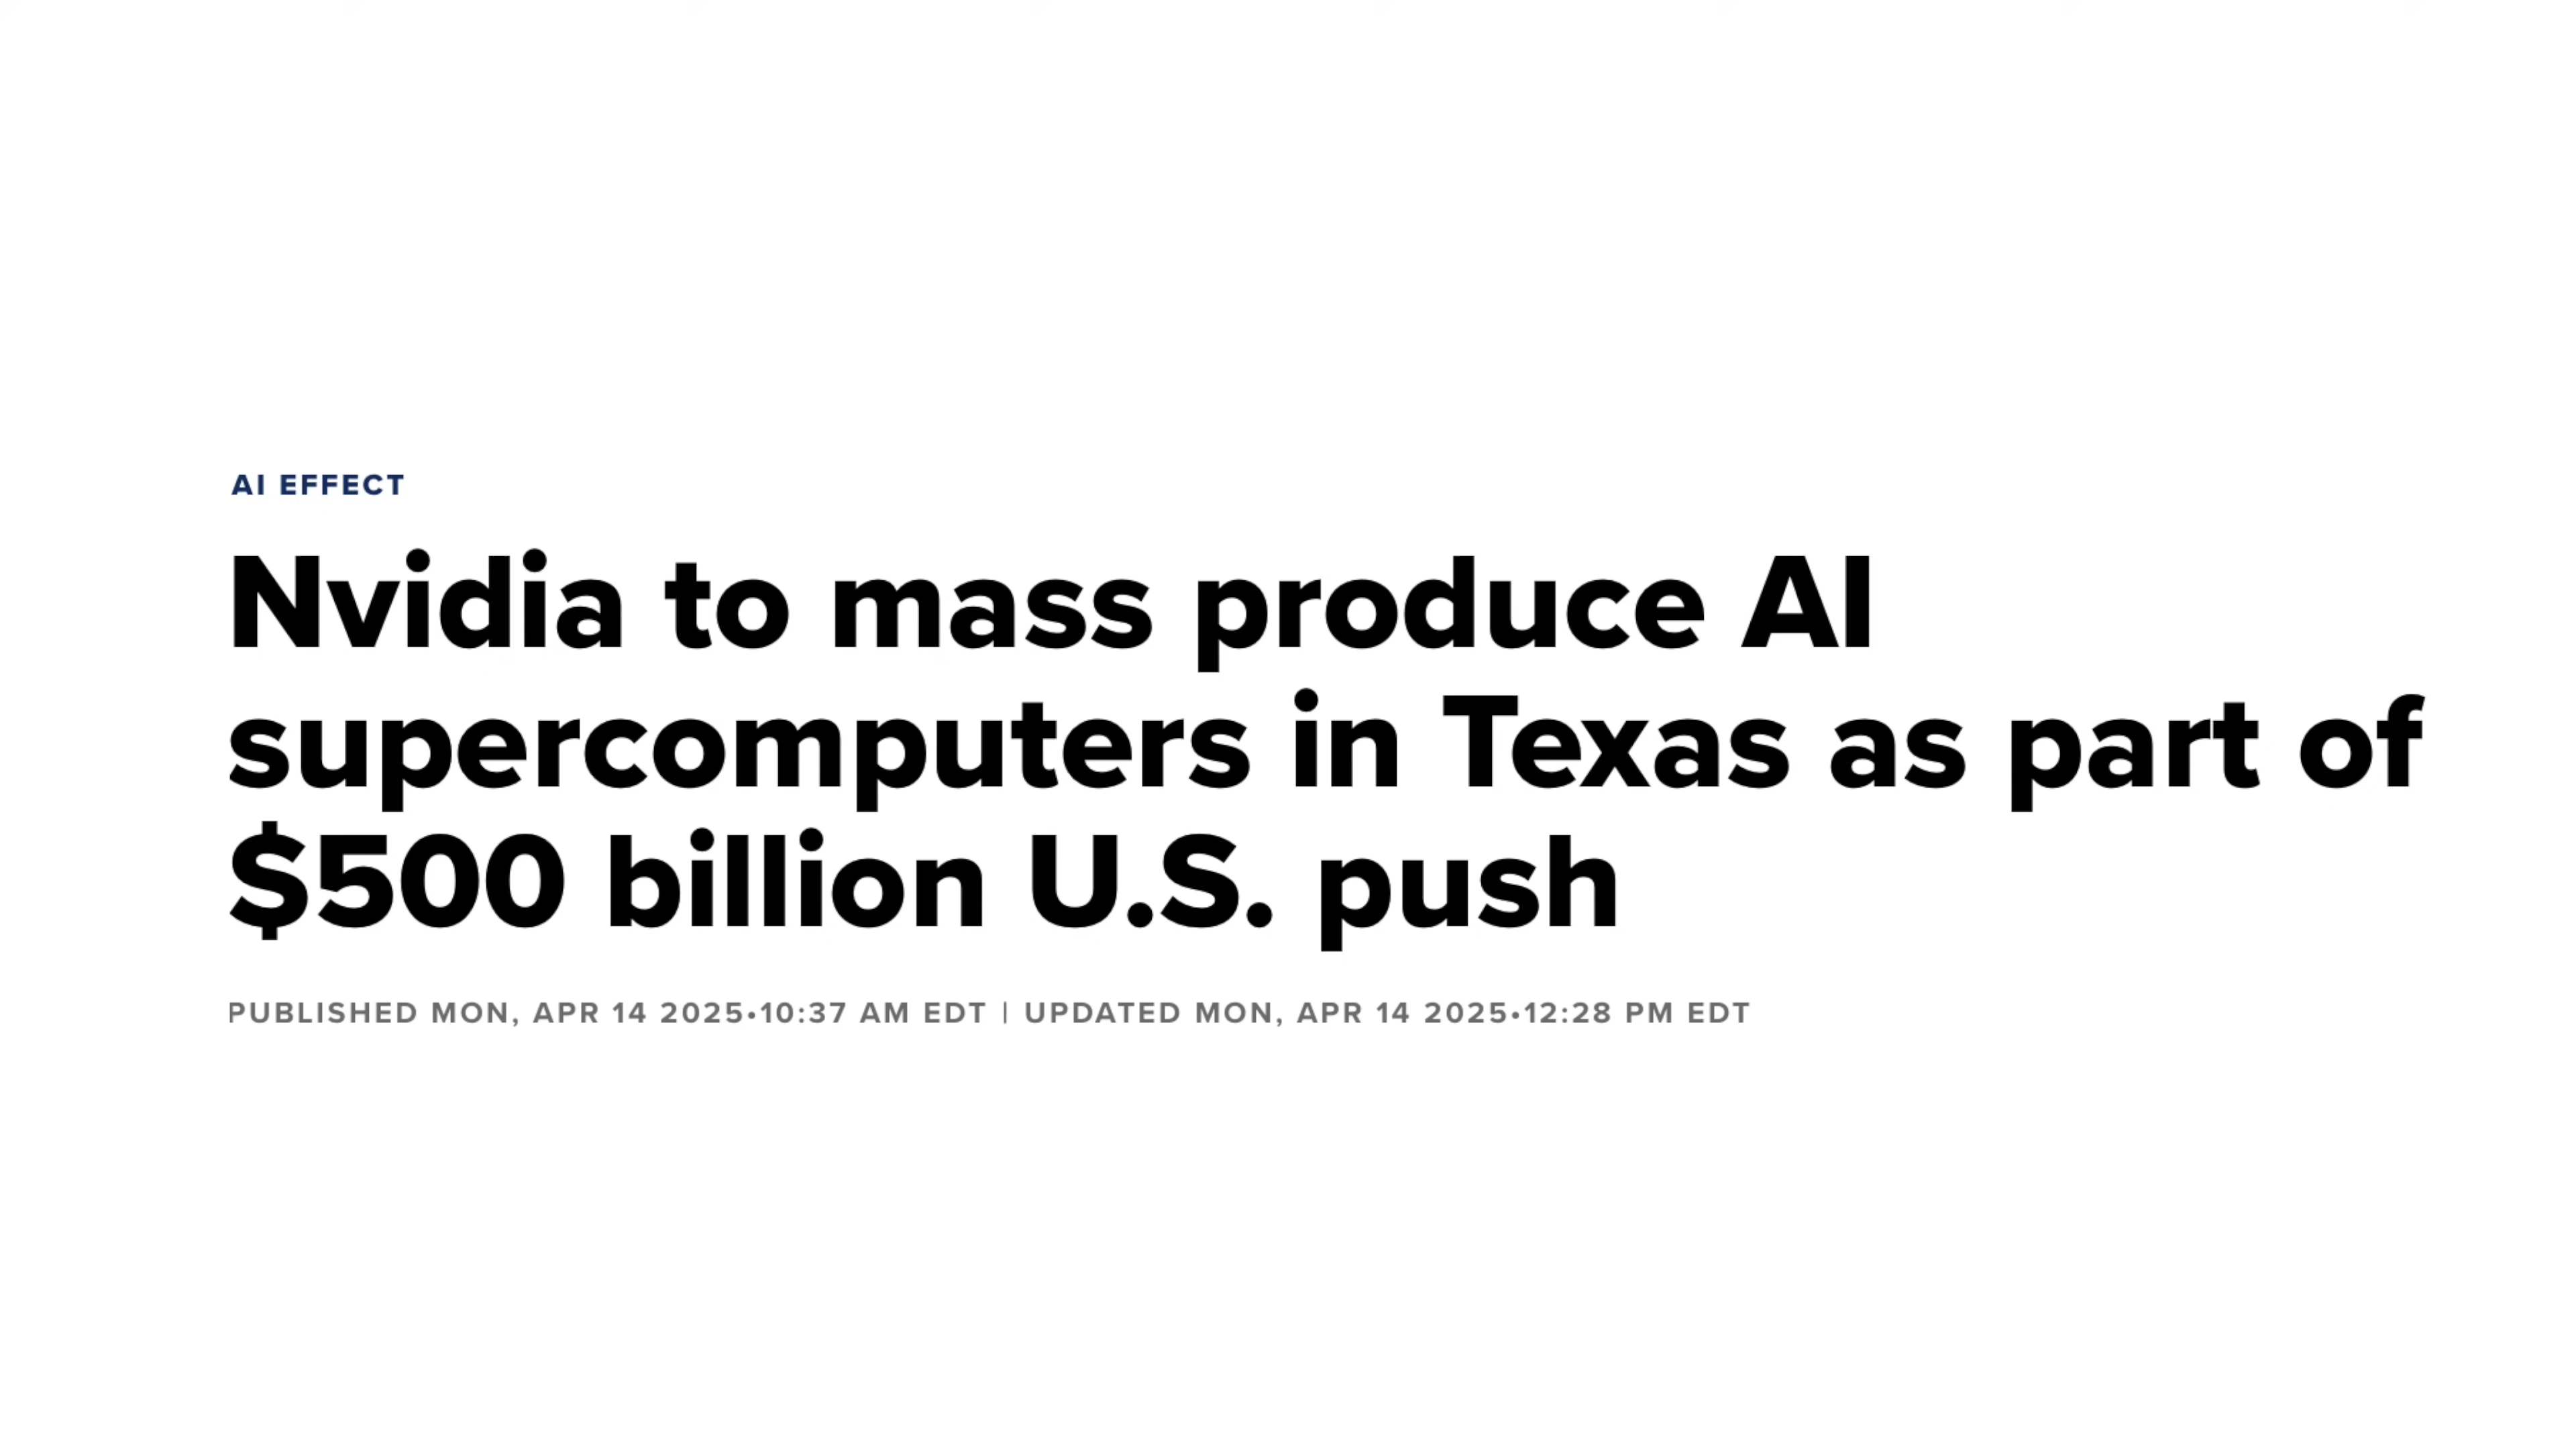 AI EFFECT
Nvidia to mass produce AI
supercomputers in Texas as part of
$500 billion U.S. push
PUBLISHED MON, APR 14 2025•10:37 AM EDT | UPDATED MON, APR 14 2025•12:28 PM EDT